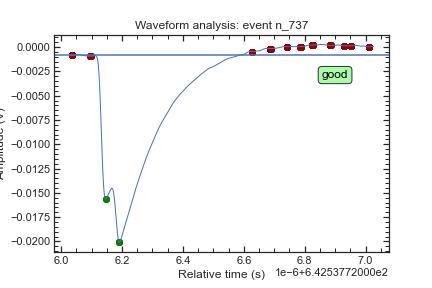 Waveform analysis: event n_737
0.0000
−0.0025
−0.0050
−0.0075
−0.0100
−0.0125
−0.0150
−0.0175
−0.0200
Amplitude (V)
good
6.0 6.2 6.4 6.6 6.8 7.0
Relative time (s) 1e−6+6.4253772000e2